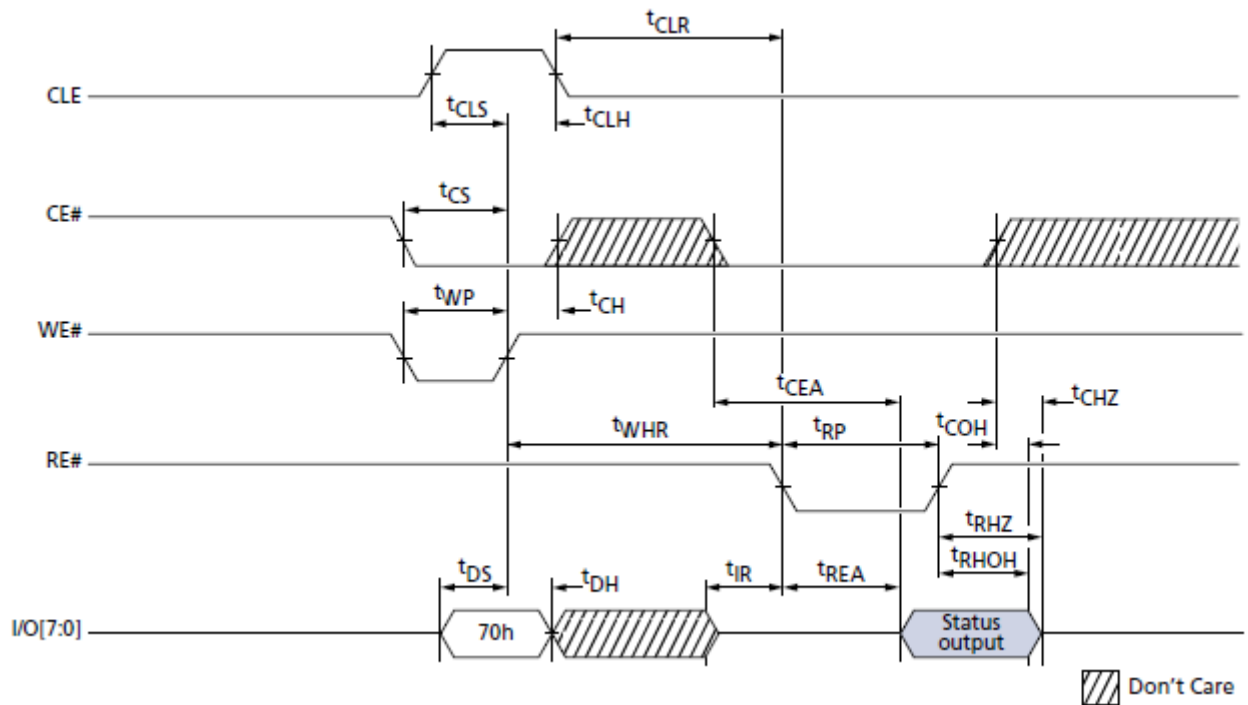 tCLR
CLE
tCLS
tCLH
tCS
CE#
tWP
tCH
WE#
tCEA
tCHZ
tWHR
tRP
tCOH
RE#
tRHZ
tRHOH
tDS
tDH
tIR
tREA
I/O[7:0]
70h
Status
output
Don't Care